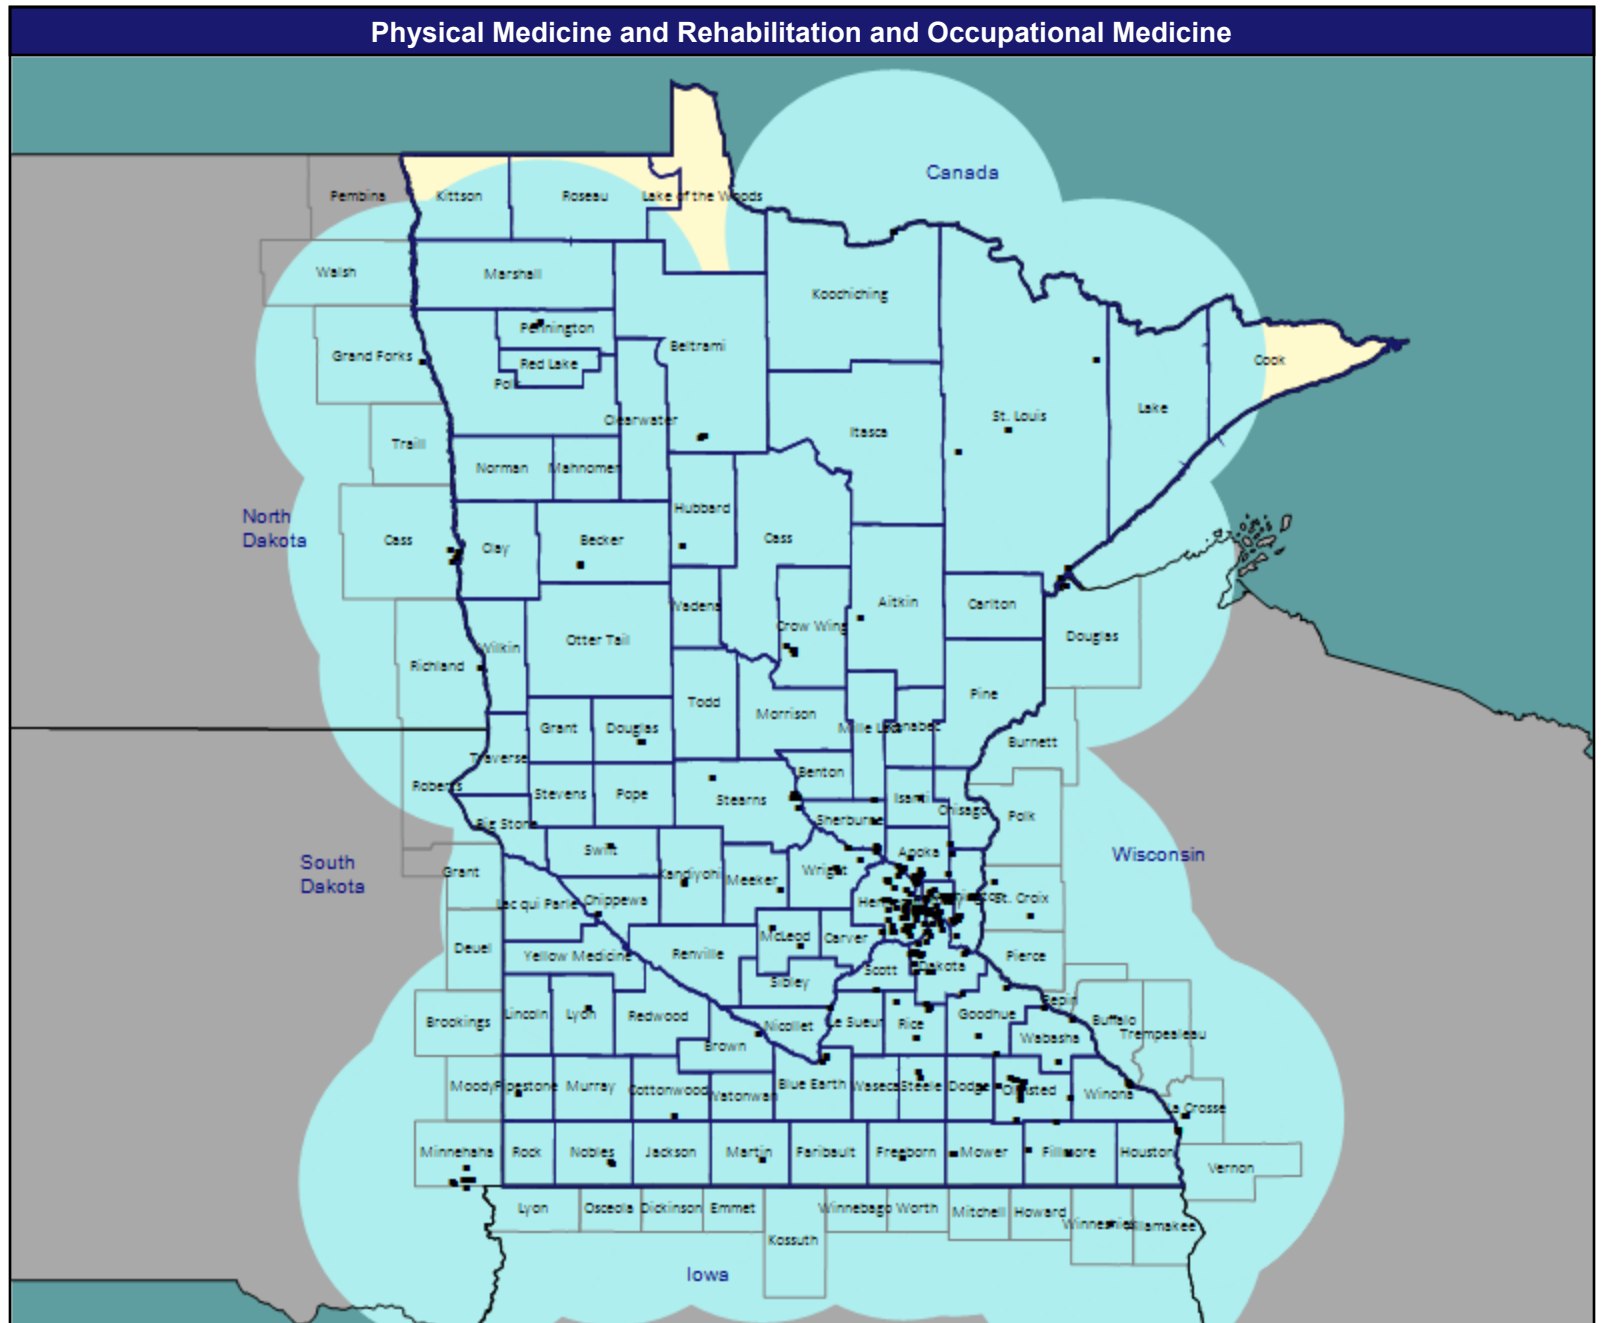 Physical Medicine and Rehabilitation and Occupational Medicine
Canada
Pembina
Kittson
Roseau
Lake of the Woods
Walsh
Marshall
Koochiching
Pennington
Grand Forks
Red Lake
Beltrami
Cook
Polk
Clearwater
St. Louis
Lake
Itasca
Traill
Norman
Mahnomen
Hubbard
North
Dakota
Cass
Clay
Becker
Cass
Wadena
Aitkin
Carlton
Crow Wing
Otter Tail
Wilkin
Richland
Douglas
Pine
Todd
Morrison
Grant
Douglas
Mille Lacs
Kanabec
Burnett
Traverse
Roberts
Benton
Stevens
Pope
Stearns
Isanti
Chisago
Polk
Big Stone
Sherburne
Swift
Anoka
Wisconsin
South
Dakota
Grant
Kandiyohi
Meeker
Wright
Lac qui Parle
Chippewa
St. Croix
McLeod
Carver
Deuel
Yellow Medicine
Renville
Scott
Dakota
Pierce
Sibley
Pepin
Brookings
Lincoln
Lyon
Redwood
Nicollet
Le Sueur
Rice
Goodhue
Buffalo
Trempealeau
Wabasha
Brown
Moody
Pipestone
Murray
Cottonwood
Watonwan
Blue Earth
Waseca
Steele
Dodge
Olmsted
Winona
La Crosse
Minnehaha
Rock
Nobles
Jackson
Martin
Faribault
Freeborn
Mower
Fillmore
Houston
Vernon
Lyon
Osceola
Dickinson
Emmet
Winnebago
Worth
Mitchell
Howard
Winneshiek
Allamakee
Kossuth
Iowa